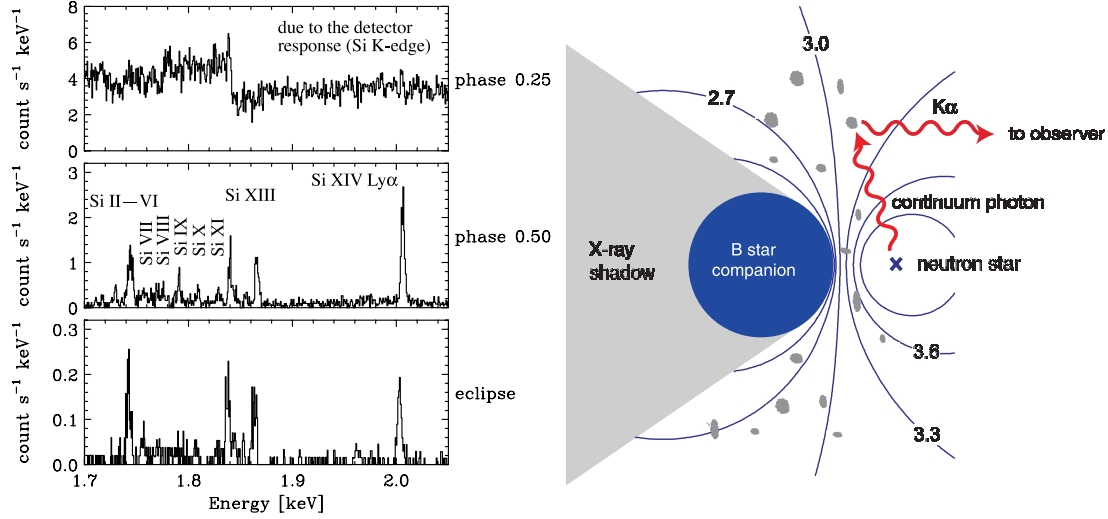 8
6
4
2
0
count s⁻¹ keV⁻¹
due to the detector
response (Si K-edge)
phase 0.25
3
2
1
0
count s⁻¹ keV⁻¹
Si II—VI
Si VII
Si VIII
Si IX
Si X
Si XI
Si XIII
Si XIV Lyα
phase 0.50
0.3
0.2
0.1
0.0
count s⁻¹ keV⁻¹
eclipse
1.7
1.8
1.9
2.0
Energy [keV]
3.0
2.7
Kα
to observer
continuum photon
X-ray
shadow
B star
companion
neutron star
3.6
3.3